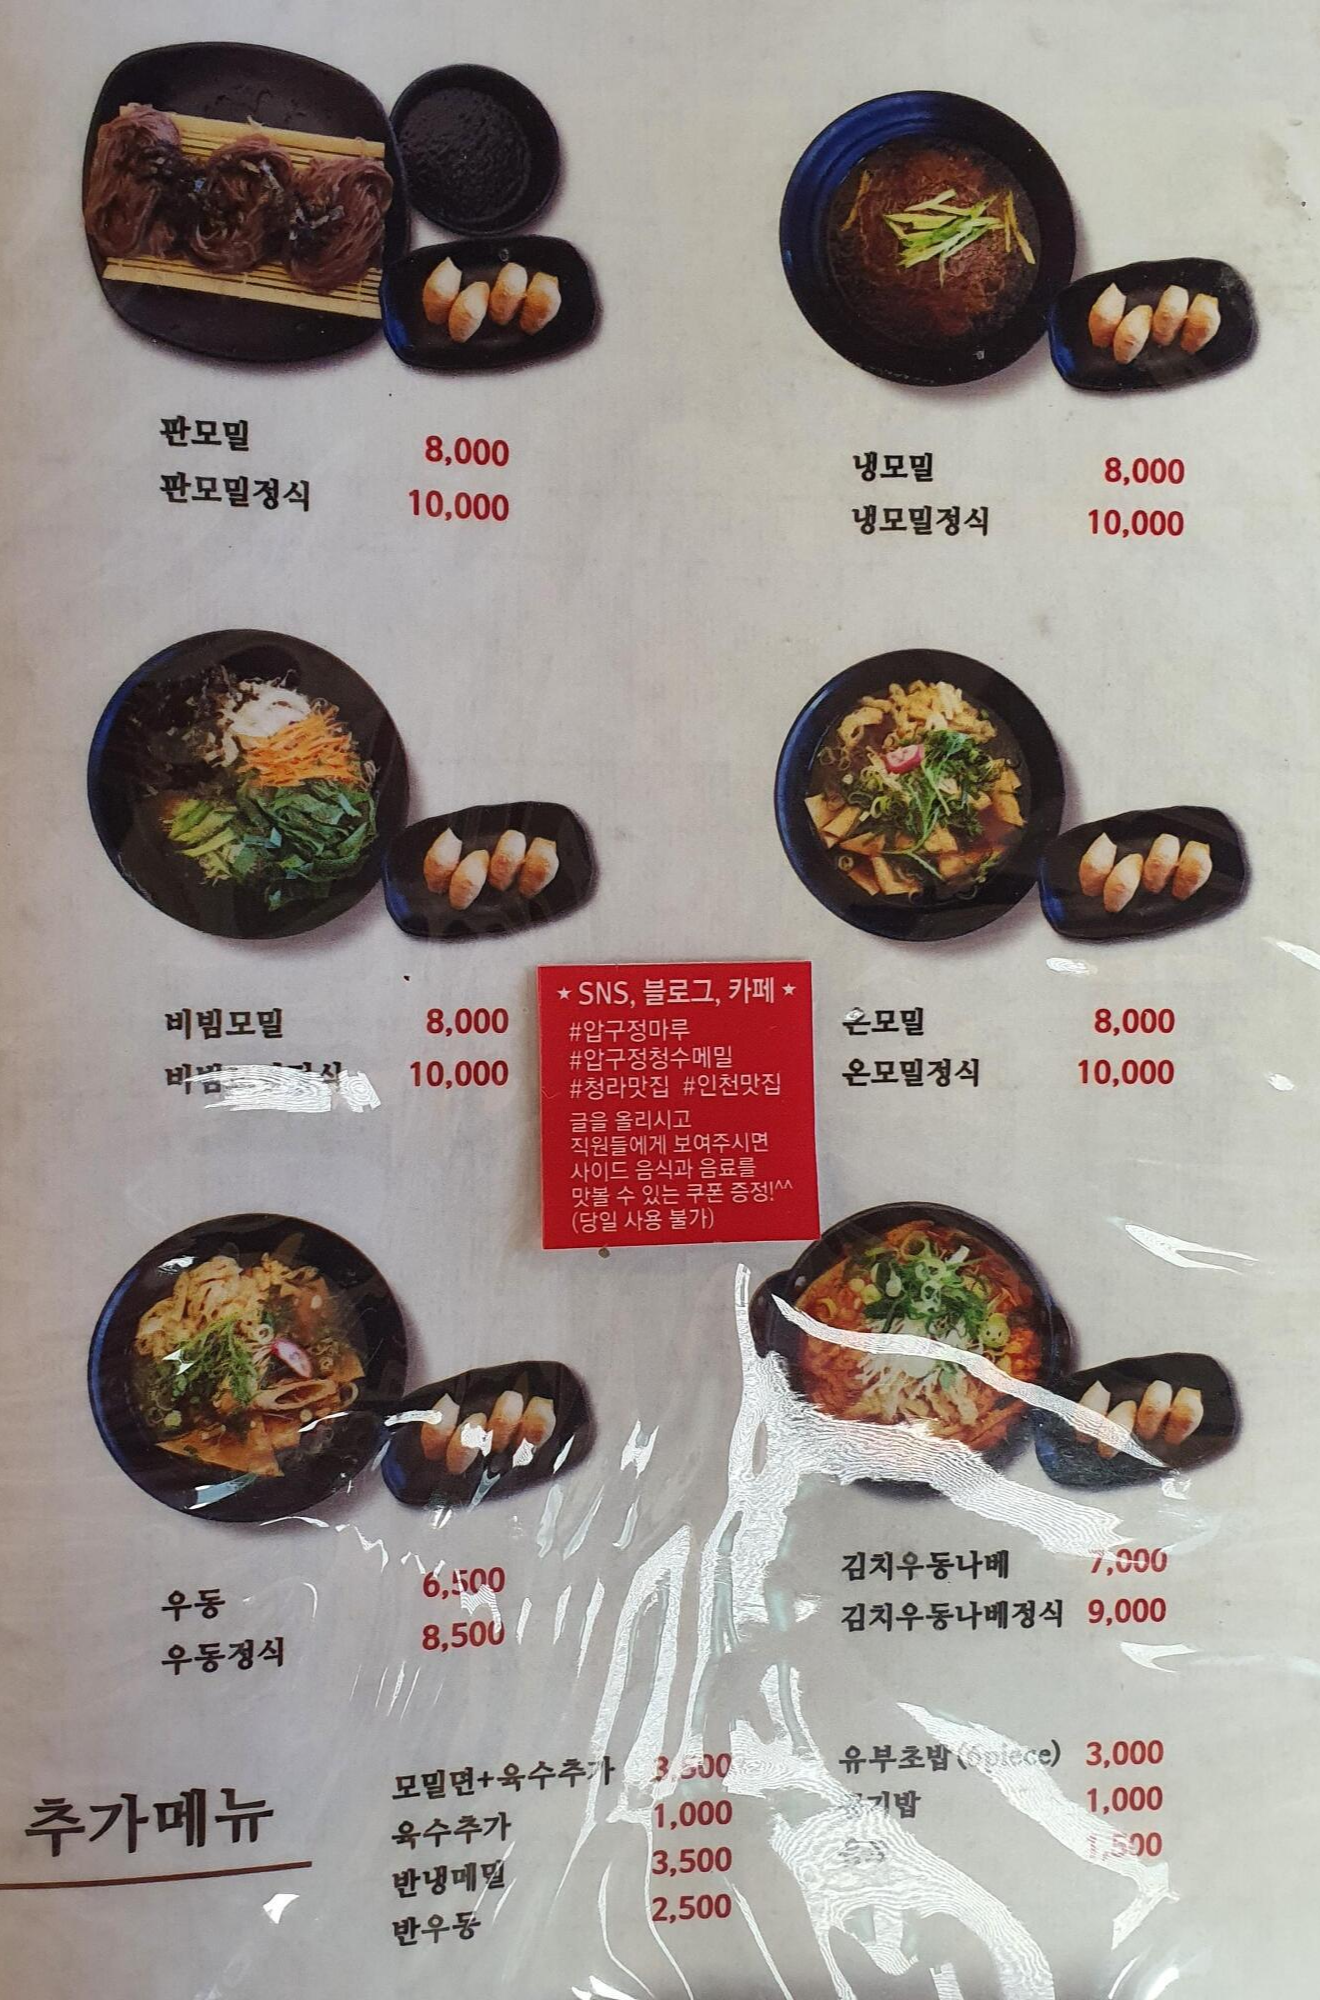 판모밀 8,000
판모밀정식 10,000
냉모밀 8,000
냉모밀정식 10,000
비빔모밀 8,000
10,000
★ SNS, 블로그, 카페 ★
#압구정마루
#압구정청수메밀
#청라맛집 #인천맛집
글을 올리시고
직원들에게 보여주시면
사이드 음식과 음료를
맛볼 수 있는 쿠폰 증정!^^
(당일 사용 불가)
온모밀 8,000
온모밀정식 10,000
우동 6,500
우동정식 8,500
김치우동나베 7,000
김치우동나베정식 9,000
추가메뉴
모밀면+육수추가
육수추가 1,000
반냉메밀 3,500
반우동 2,500
유부초밥(6piece) 3,000
1,000
1,500